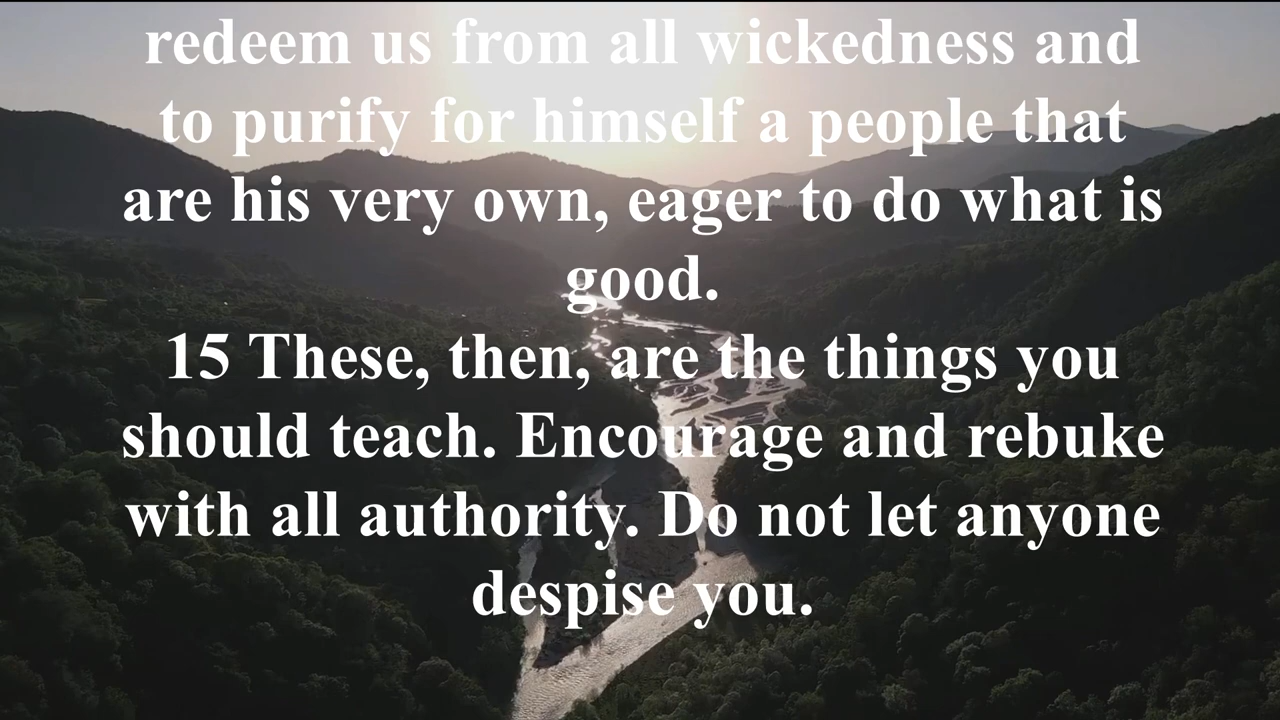 redeem us from all wickedness and
to purify for himself a people that
are his very own, eager to do what is
good.
15 These, then, are the things you
should teach. Encourage and rebuke
with all authority. Do not let anyone
despise you.